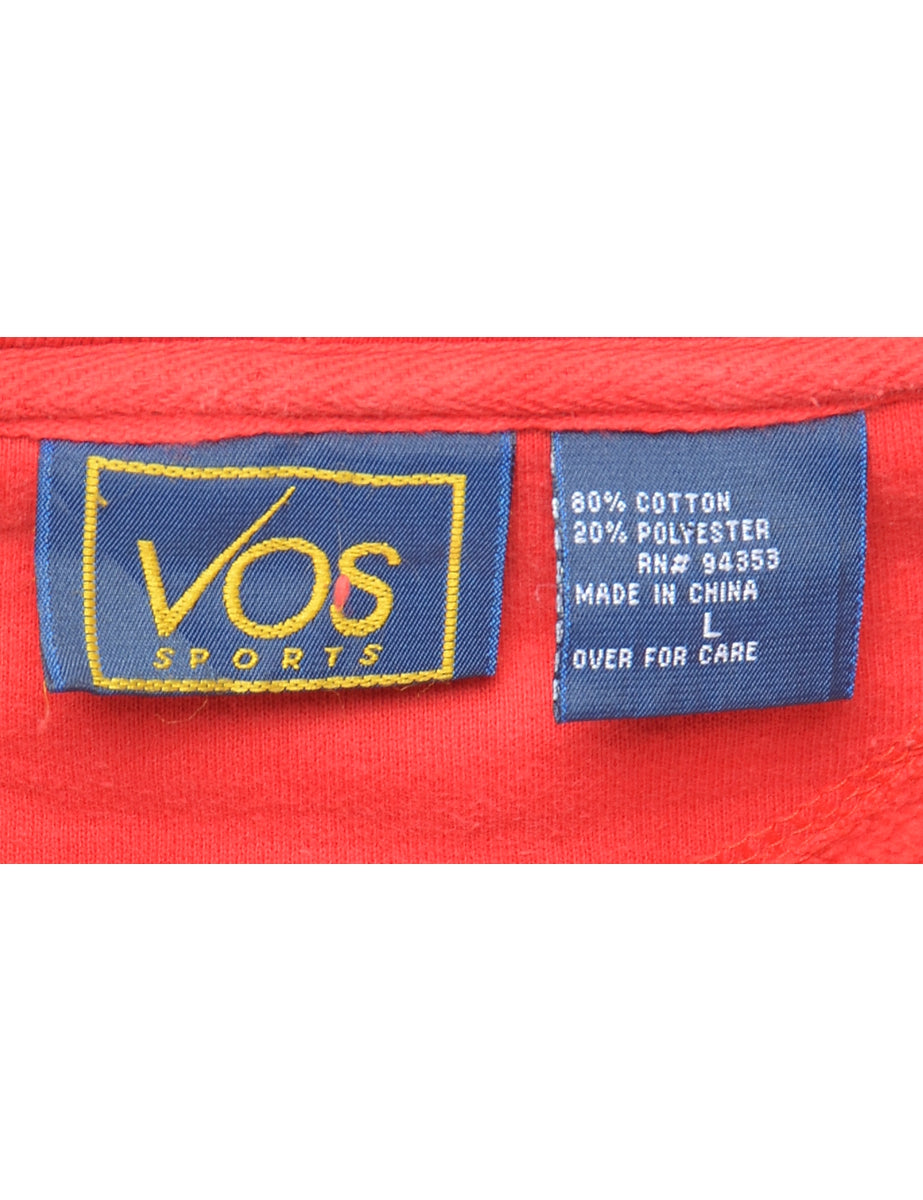 VOS
SPORTS
80% COTTON
20% POLYESTER
RN# 94353
MADE IN CHINA
L
OVER FOR CARE